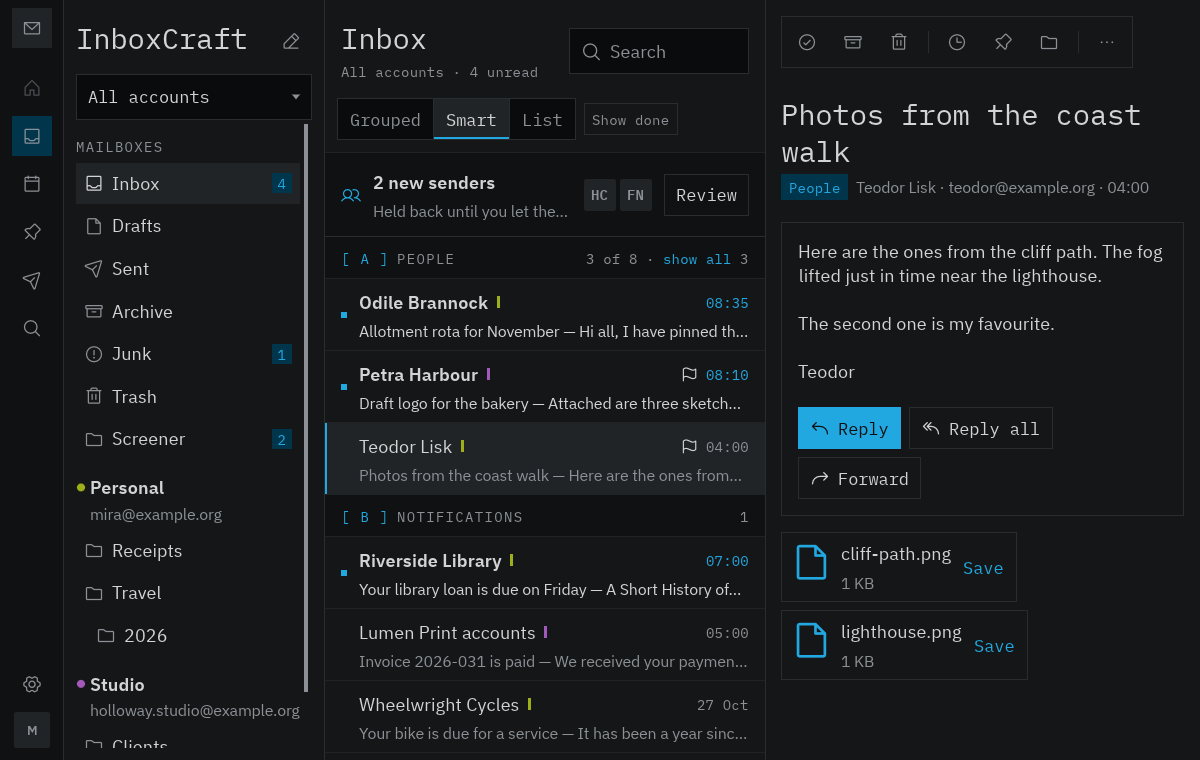 InboxCraft
All accounts
MAILBOXES
Inbox 4
Drafts
Sent
Archive
Junk 1
Trash
Screener 2
Personal
mira@example.org
Receipts
Travel
2026
Studio
holloway.studio@example.org
Clients
M
Inbox
All accounts · 4 unread
Search
Grouped Smart List Show done
2 new senders
Held back until you let the...
HC FN Review
[ A ] PEOPLE 3 of 8 · show all 3
Odile Brannock 08:35
Allotment rota for November — Hi all, I have pinned th...
Petra Harbour 08:10
Draft logo for the bakery — Attached are three sketch...
Teodor Lisk 04:00
Photos from the coast walk — Here are the ones from...
[ B ] NOTIFICATIONS 1
Riverside Library 07:00
Your library loan is due on Friday — A Short History of...
Lumen Print accounts 05:00
Invoice 2026-031 is paid — We received your paymen...
Wheelwright Cycles 27 Oct
Your bike is due for a service — It has been a year sinc...
Photos from the coast
walk
People Teodor Lisk · teodor@example.org · 04:00
Here are the ones from the cliff path. The fog
lifted just in time near the lighthouse.
The second one is my favourite.
Teodor
Reply Reply all
Forward
cliff-path.png
1 KB
Save
lighthouse.png
1 KB
Save